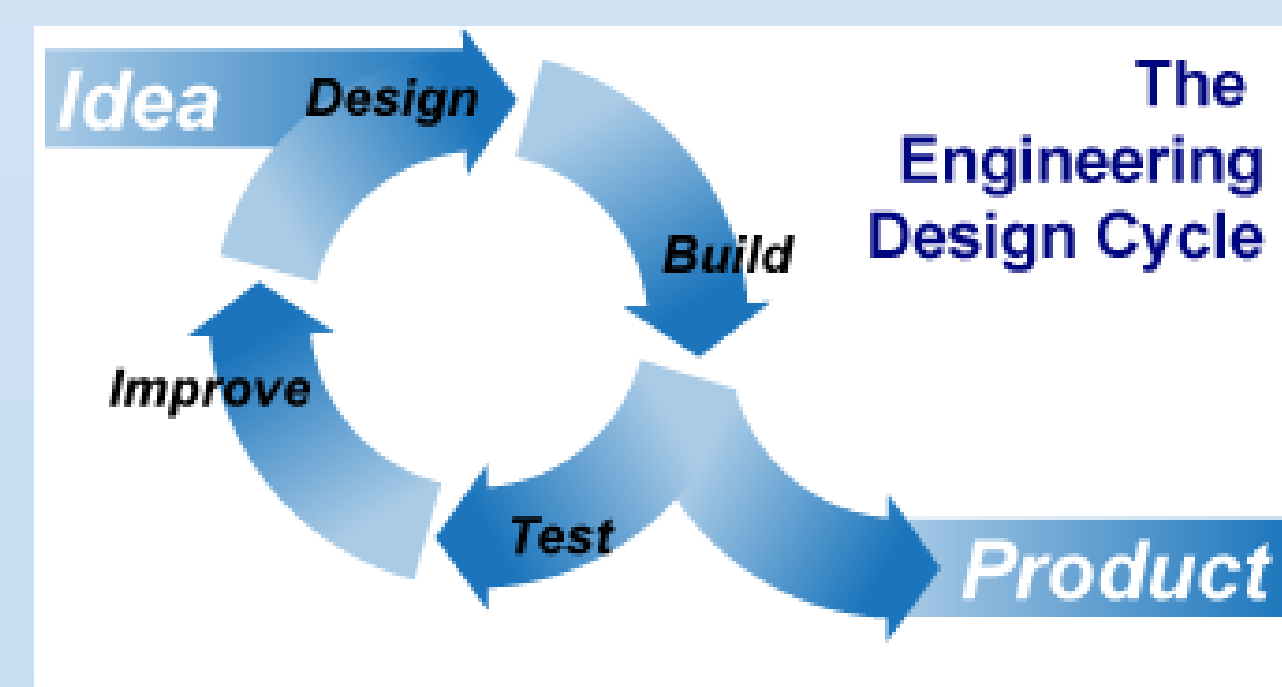 Idea
Design
The
Engineering
Design Cycle
Build
Improve
Test
Product